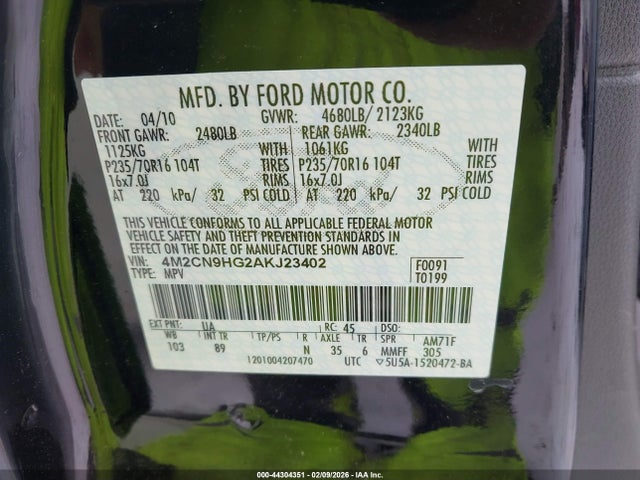 MFD. BY FORD MOTOR CO.
DATE: 04/10 GVWR: 4680LB/ 2123KG
FRONT GAWR: 2480LB REAR GAWR: 2340LB
1125KG WITH 1061KG WITH
P235/70R16 104T TIRES P235/70R16 104T TIRES
16x7.0J RIMS 16x7.0J RIMS
AT 220 kPa/ 32 PSI COLD AT 220 kPa/ 32 PSI COLD
THIS VEHICLE CONFORMS TO ALL APPLICABLE FEDERAL MOTOR
VEHICLE SAFETY AND THEFT PREVENTION STANDARDS IN
EFFECT ON THE DATE OF MANUFACTURE SHOWN ABOVE.
VIN: 4M2CN9HG2AKJ23402 F0091
TYPE: MPV T0199
EXT PNT: UA RC: 45 DSO:
WB INT TR TP/PS R AXLE TR SPR AM71F
103 89 N 35 6 MMFF 305
1201004207470 UTC ▽5U5A-1520472-BA
000-44304351 - 02/09/2026 - IAA Inc.